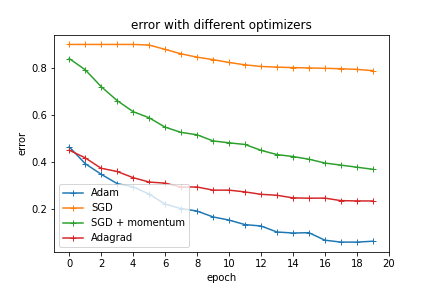 error with different optimizers
error
0.8
0.6
0.4
0.2
Adam
SGD
SGD + momentum
Adagrad
0 2 4 6 8 10 12 14 16 18 20
epoch